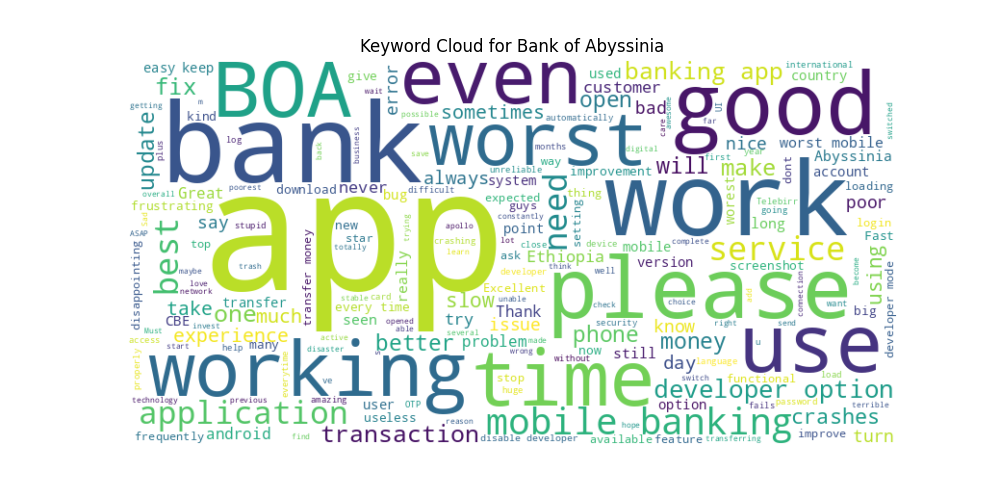 Keyword Cloud for Bank of Abyssinia
easy keep
BOA
give
even
used
banking app
international
country
fix
error
wait
customer
good
getting
m
kind
bank
possible
sometimes
open
bad
care
awesome
UI
far
switched
plus
log
business
worst
automatically
save
months
digital
nice
worst mobile
update
Great
back
always
system
unreliable
way
improvement
will
make
first
year
dont
Abyssinia
account
overall
poorest
download
never
bug
difficult
expected
guys
need
thing
setting
work
worest
Telebirr
going
loading
poor
frustrating
say
stupid
app
apollo
trying
constantly
point
long
login
ASAP
Sad
top
new
star
totally
really
crashing
learn
lot
close
ask
Ethiopia
device
mobile
complete
service
Fast
disappointing
best
maybe
love
network
trash
transfer money
developer
think
well
version
screenshot
using
become
developer mode
take
transfer
stable
card
every time
slow
Excellent
unable
please
check
choice
add
connection
want
CBE
one
much
seen
active
opened
able
try
Thank
issue
phone
security
know
right
send
big
Must
access
invest
experience
several
made
better
problem
now
still
money
u
use
start
help
many
disaster
wrong
without
day
language
properly
working
everytime
ve
time
stop
huge
switch
functional
load
technology
previous
amazing
user
OTP
option
developer option
fails
password
terrible
application
useless
reason
mobile banking
hope
crashes
frequently
android
find
transaction
disable developer
available
feature
transferring
improve
turn